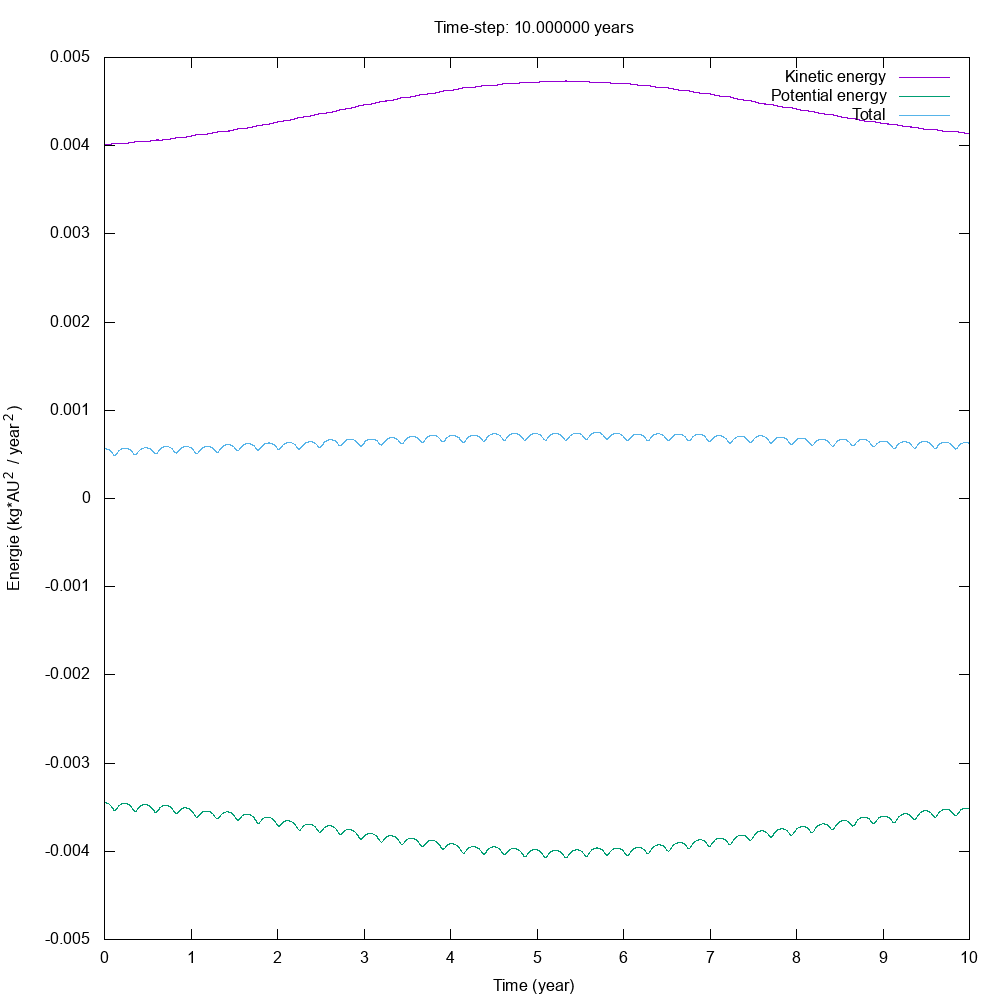 Time-step: 10.000000 years
Kinetic energy
Potential energy
Total
0.005
0.004
0.003
0.002
0.001
0
-0.001
-0.002
-0.003
-0.004
-0.005
Energie (kg*AU² / year²)
0 1 2 3 4 5 6 7 8 9 10
Time (year)